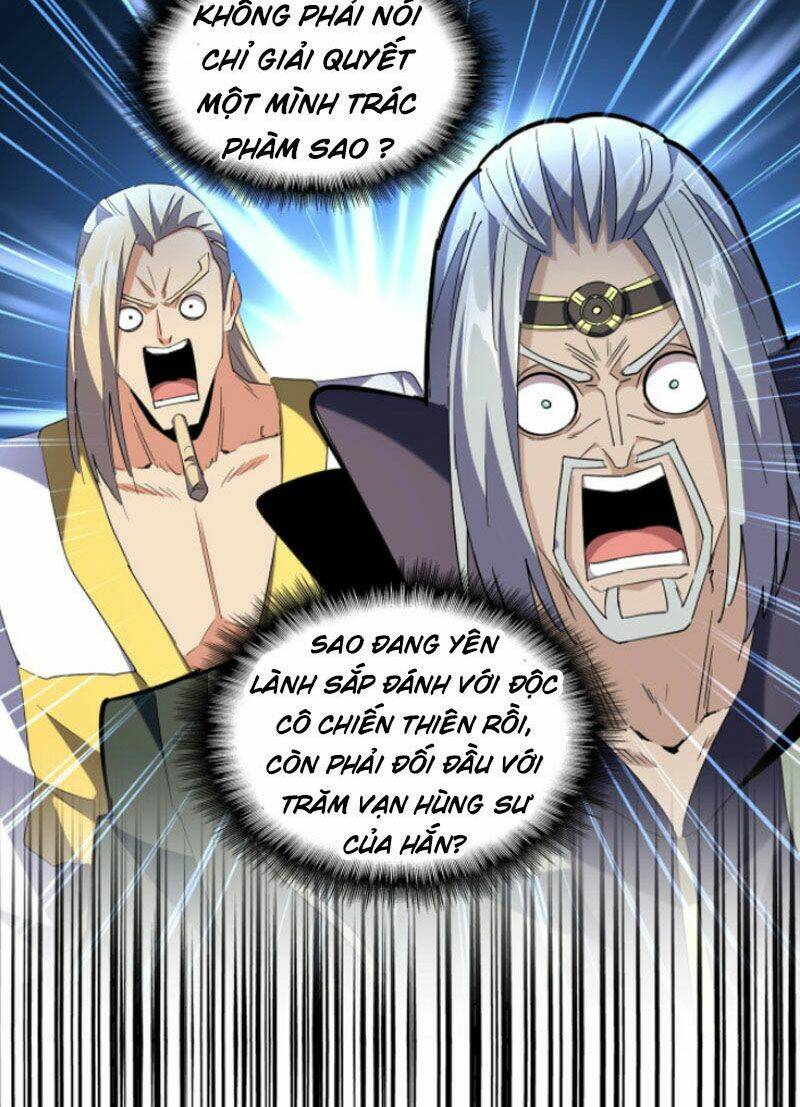 KHÔNG PHẢI NÓI
CHỈ GIẢI QUYẾT
MỘT MÌNH TRÁC
PHÀM SAO ?
SAO ĐANG YÊN
LÀNH SẮP ĐÁNH VỚI ĐỘC
CÔ CHIẾN THIÊN RỒI,
CÒN PHẢI ĐỐI ĐẦU VỚI
TRĂM VẠN HÙNG SƯ
CỦA HẮN?